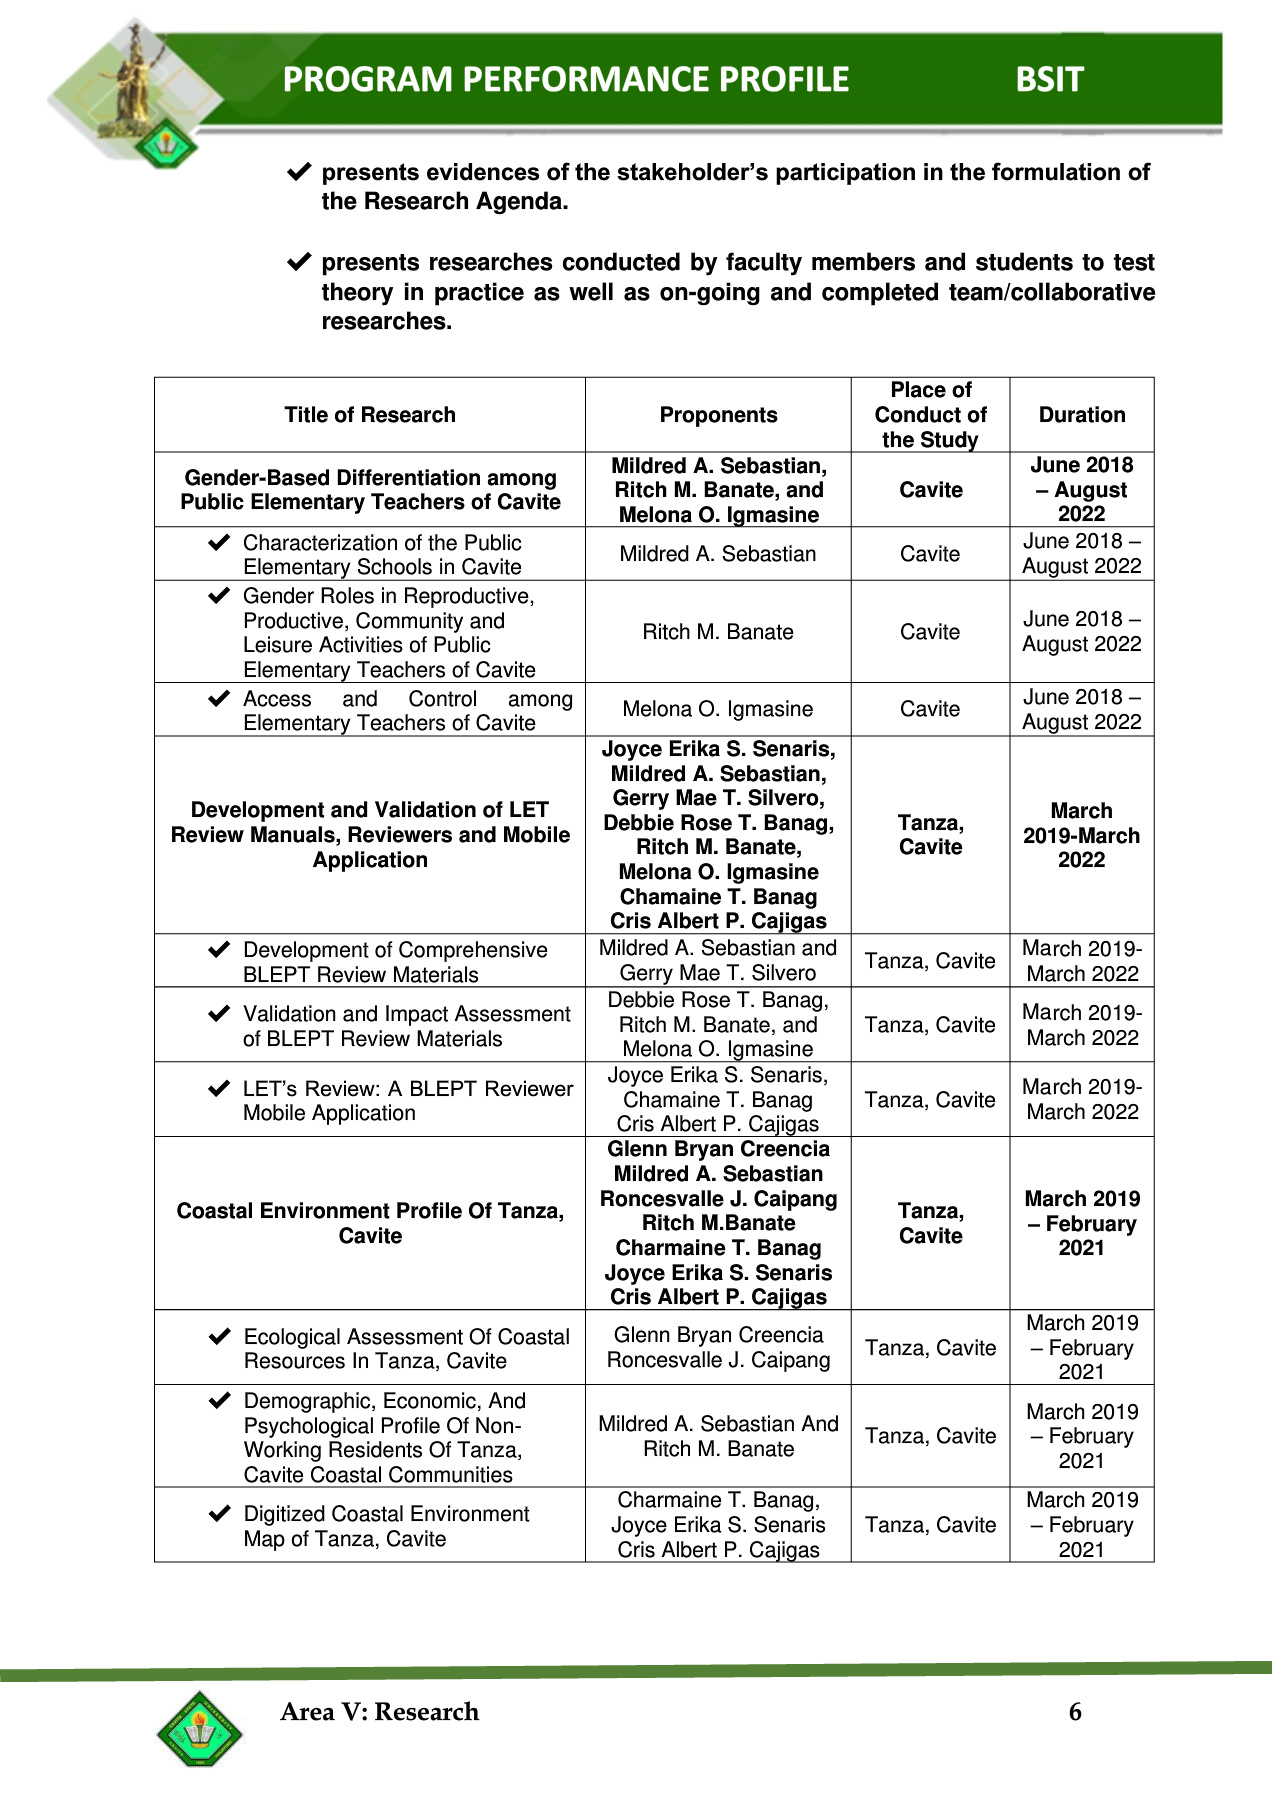 PROGRAM PERFORMANCE PROFILE BSIT
✔ presents evidences of the stakeholder’s participation in the formulation of
the Research Agenda.
✔ presents researches conducted by faculty members and students to test
theory in practice as well as on-going and completed team/collaborative
researches.
Title of Research
Proponents
Place of
Conduct of
the Study
Duration
Gender-Based Differentiation among
Public Elementary Teachers of Cavite
Mildred A. Sebastian,
Ritch M. Banate, and
Melona O. Igmasine
Cavite
June 2018
– August
2022
✔ Characterization of the Public
Elementary Schools in Cavite
Mildred A. Sebastian
Cavite
June 2018 –
August 2022
✔ Gender Roles in Reproductive,
Productive, Community and
Leisure Activities of Public
Elementary Teachers of Cavite
Ritch M. Banate
Cavite
June 2018 –
August 2022
✔ Access and Control among
Elementary Teachers of Cavite
Melona O. Igmasine
Cavite
June 2018 –
August 2022
Development and Validation of LET
Review Manuals, Reviewers and Mobile
Application
Joyce Erika S. Senaris,
Mildred A. Sebastian,
Gerry Mae T. Silvero,
Debbie Rose T. Banag,
Ritch M. Banate,
Melona O. Igmasine
Chamaine T. Banag
Cris Albert P. Cajigas
Tanza,
Cavite
March
2019-March
2022
✔ Development of Comprehensive
BLEPT Review Materials
Mildred A. Sebastian and
Gerry Mae T. Silvero
Tanza, Cavite
March 2019-
March 2022
✔ Validation and Impact Assessment
of BLEPT Review Materials
Debbie Rose T. Banag,
Ritch M. Banate, and
Melona O. Igmasine
Tanza, Cavite
March 2019-
March 2022
✔ LET’s Review: A BLEPT Reviewer
Mobile Application
Joyce Erika S. Senaris,
Chamaine T. Banag
Cris Albert P. Cajigas
Tanza, Cavite
March 2019-
March 2022
Coastal Environment Profile Of Tanza,
Cavite
Glenn Bryan Creencia
Mildred A. Sebastian
Roncesvalle J. Caipang
Ritch M.Banate
Charmaine T. Banag
Joyce Erika S. Senaris
Cris Albert P. Cajigas
Tanza,
Cavite
March 2019
– February
2021
✔ Ecological Assessment Of Coastal
Resources In Tanza, Cavite
Glenn Bryan Creencia
Roncesvalle J. Caipang
Tanza, Cavite
March 2019
– February
2021
✔ Demographic, Economic, And
Psychological Profile Of Non-
Working Residents Of Tanza,
Cavite Coastal Communities
Mildred A. Sebastian And
Ritch M. Banate
Tanza, Cavite
March 2019
– February
2021
✔ Digitized Coastal Environment
Map of Tanza, Cavite
Charmaine T. Banag,
Joyce Erika S. Senaris
Cris Albert P. Cajigas
Tanza, Cavite
March 2019
– February
2021
Area V: Research 6